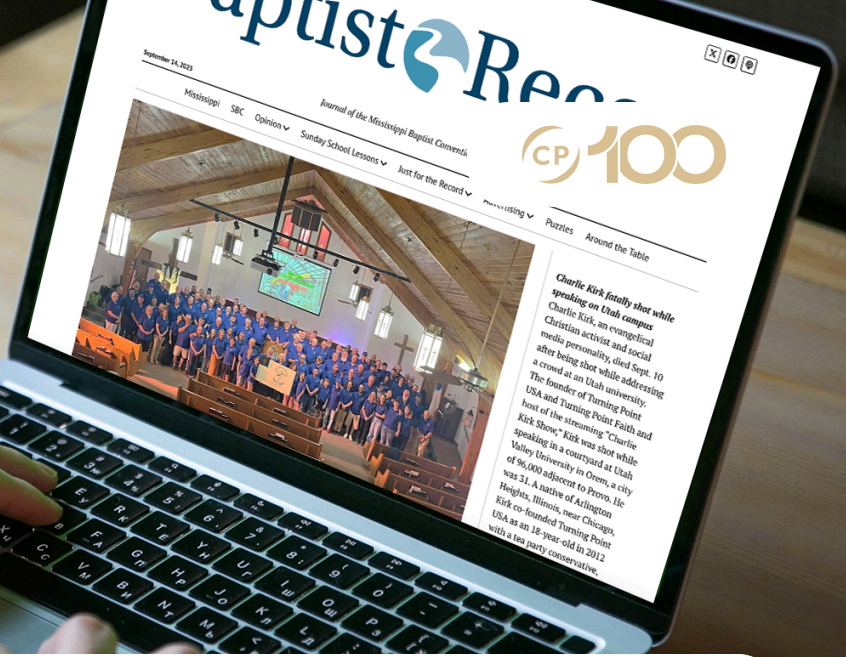 aptist Reco
September 14, 2025
Journal of the Mississippi Baptist Conventi
CP 100
Mississippi SBC Opinion Sunday School Lessons Just for the Record Advertising Puzzles Around the Table
Charlie Kirk fatally shot while
speaking on Utah campus
Charlie Kirk, an evangelical
Christian activist and social
media personality, died Sept. 10
after being shot while addressing
a crowd at an Utah university.
The founder of Turning Point
USA and Turning Point Faith and
host of the streaming "Charlie
Kirk Show," Kirk was shot while
speaking in a courtyard at Utah
Valley University in Orem, a city
of 96,000 adjacent to Provo. He
was 31. A native of Arlington
Heights, Illinois, near Chicago,
Kirk co-founded Turning Point
USA as an 18-year-old in 2012
with a tea party conservative,